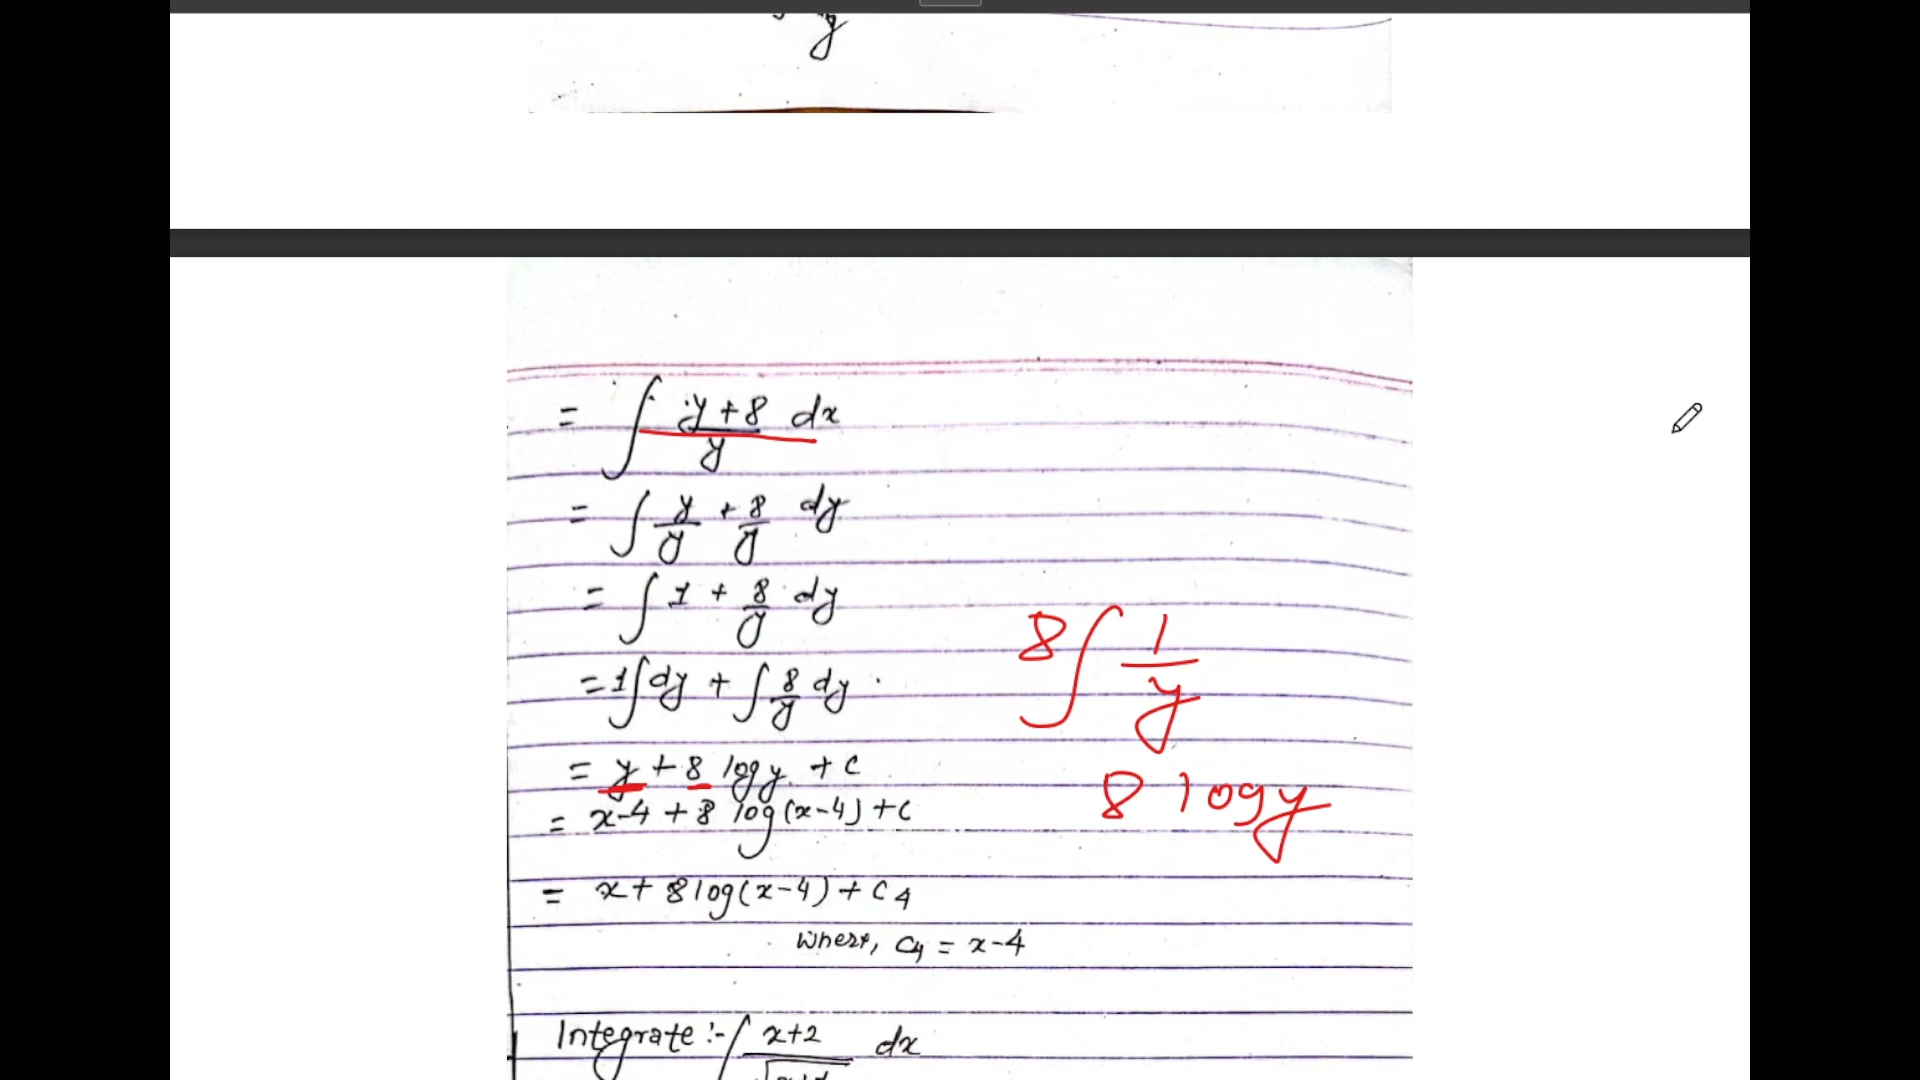 y
= ∫ y+8/y dx
= ∫ y/y + 8/y dy
= ∫ 1 + 8/y dy
= 1∫dy + ∫ 8/y dy
8∫ 1/y
= y + 8 log y + c
8 log y
= x-4 + 8 log(x-4) + c
= x + 8 log(x-4) + C4
where, C4 = x-4
Integrate :- ∫ x+2 dx